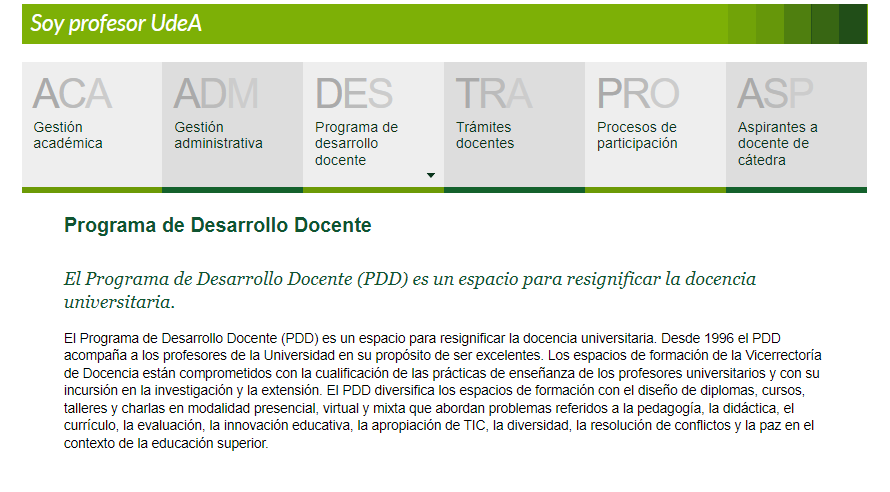 Soy profesor UdeA
ACA
Gestión
académica
ADM
Gestión
administrativa
DES
Programa de
desarrollo
docente
TRA
Trámites
docentes
PRO
Procesos de
participación
ASP
Aspirantes a
docente de
cátedra
Programa de Desarrollo Docente
El Programa de Desarrollo Docente (PDD) es un espacio para resignificar la docencia
universitaria.
El Programa de Desarrollo Docente (PDD) es un espacio para resignificar la docencia universitaria. Desde 1996 el PDD
acompaña a los profesores de la Universidad en su propósito de ser excelentes. Los espacios de formación de la Vicerrectoría
de Docencia están comprometidos con la cualificación de las prácticas de enseñanza de los profesores universitarios y con su
incursión en la investigación y la extensión. El PDD diversifica los espacios de formación con el diseño de diplomas, cursos,
talleres y charlas en modalidad presencial, virtual y mixta que abordan problemas referidos a la pedagogía, la didáctica, el
currículo, la evaluación, la innovación educativa, la apropiación de TIC, la diversidad, la resolución de conflictos y la paz en el
contexto de la educación superior.